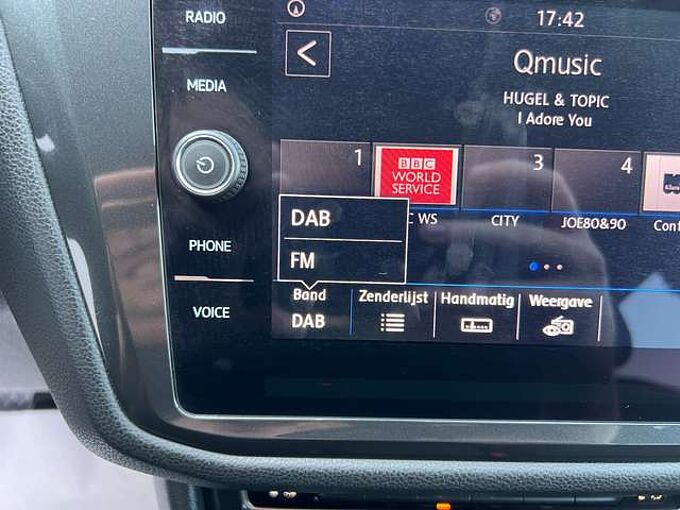 RADIO
17:42
MEDIA
Qmusic
HUGEL & TOPIC
I Adore You
1
BBC
WORLD
SERVICE
3
4
DAB
WS
CITY
JOE80&90
PHONE
FM
Band
Zenderlijst
Handmatig
Weergave
VOICE
DAB